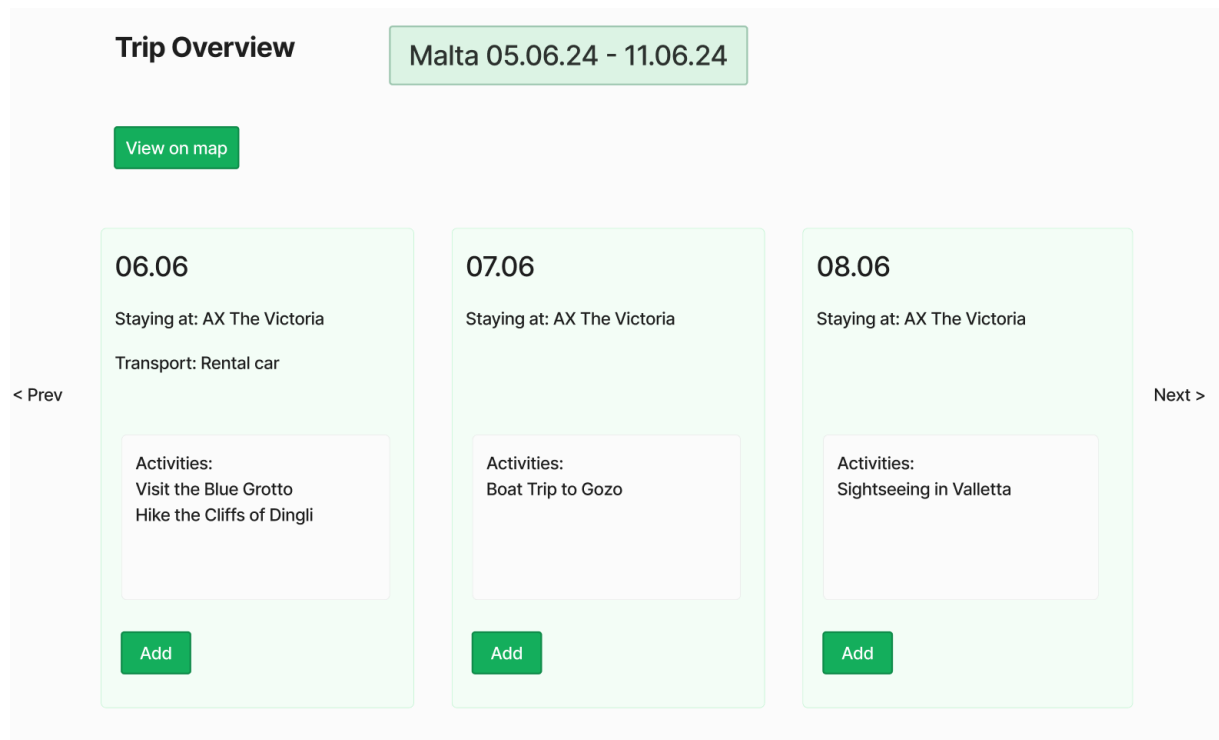 Trip Overview
Malta 05.06.24 - 11.06.24
View on map
< Prev
06.06
Staying at: AX The Victoria
Transport: Rental car
Activities:
Visit the Blue Grotto
Hike the Cliffs of Dingli
Add
07.06
Staying at: AX The Victoria
Activities:
Boat Trip to Gozo
Add
08.06
Staying at: AX The Victoria
Activities:
Sightseeing in Valletta
Add
Next >